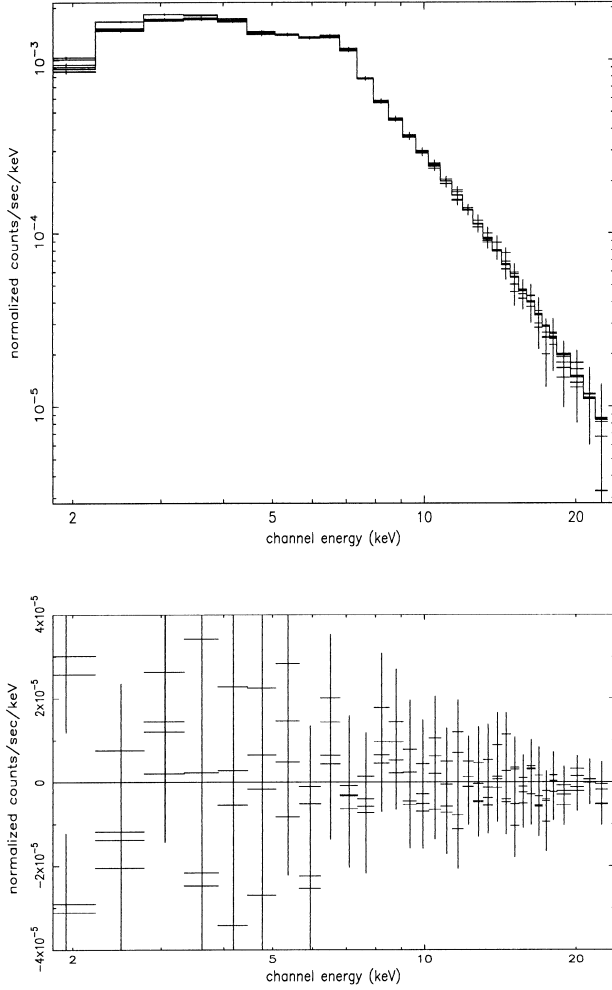 10⁻³
10⁻⁴
10⁻⁵
normalized counts/sec/keV
2
5
10
20
channel energy (keV)
4x10⁻⁵
2x10⁻⁵
0
−2x10⁻⁵
−4x10⁻⁵
normalized counts/sec/keV
2
5
10
20
channel energy (keV)